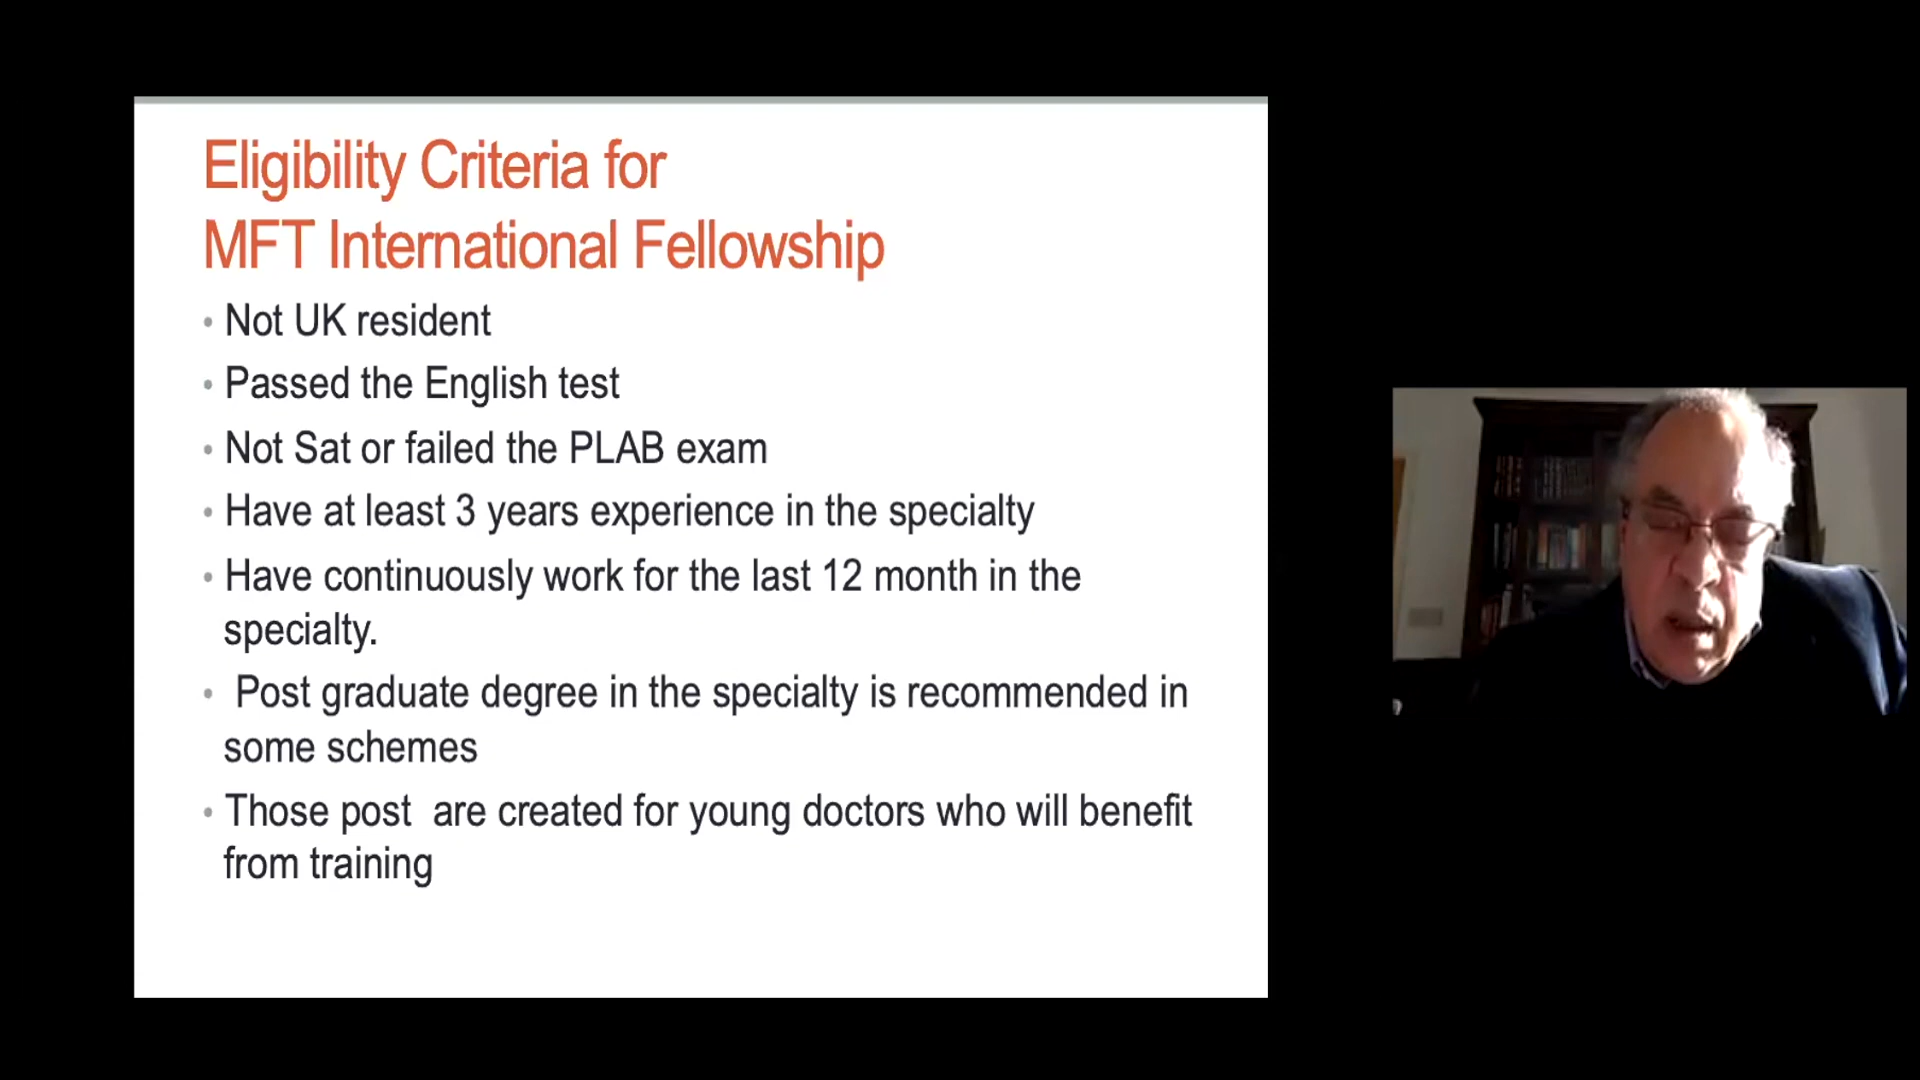 Eligibility Criteria for
MFT International Fellowship
• Not UK resident
• Passed the English test
• Not Sat or failed the PLAB exam
• Have at least 3 years experience in the specialty
• Have continuously work for the last 12 month in the
specialty.
• Post graduate degree in the specialty is recommended in
some schemes
• Those post are created for young doctors who will benefit
from training